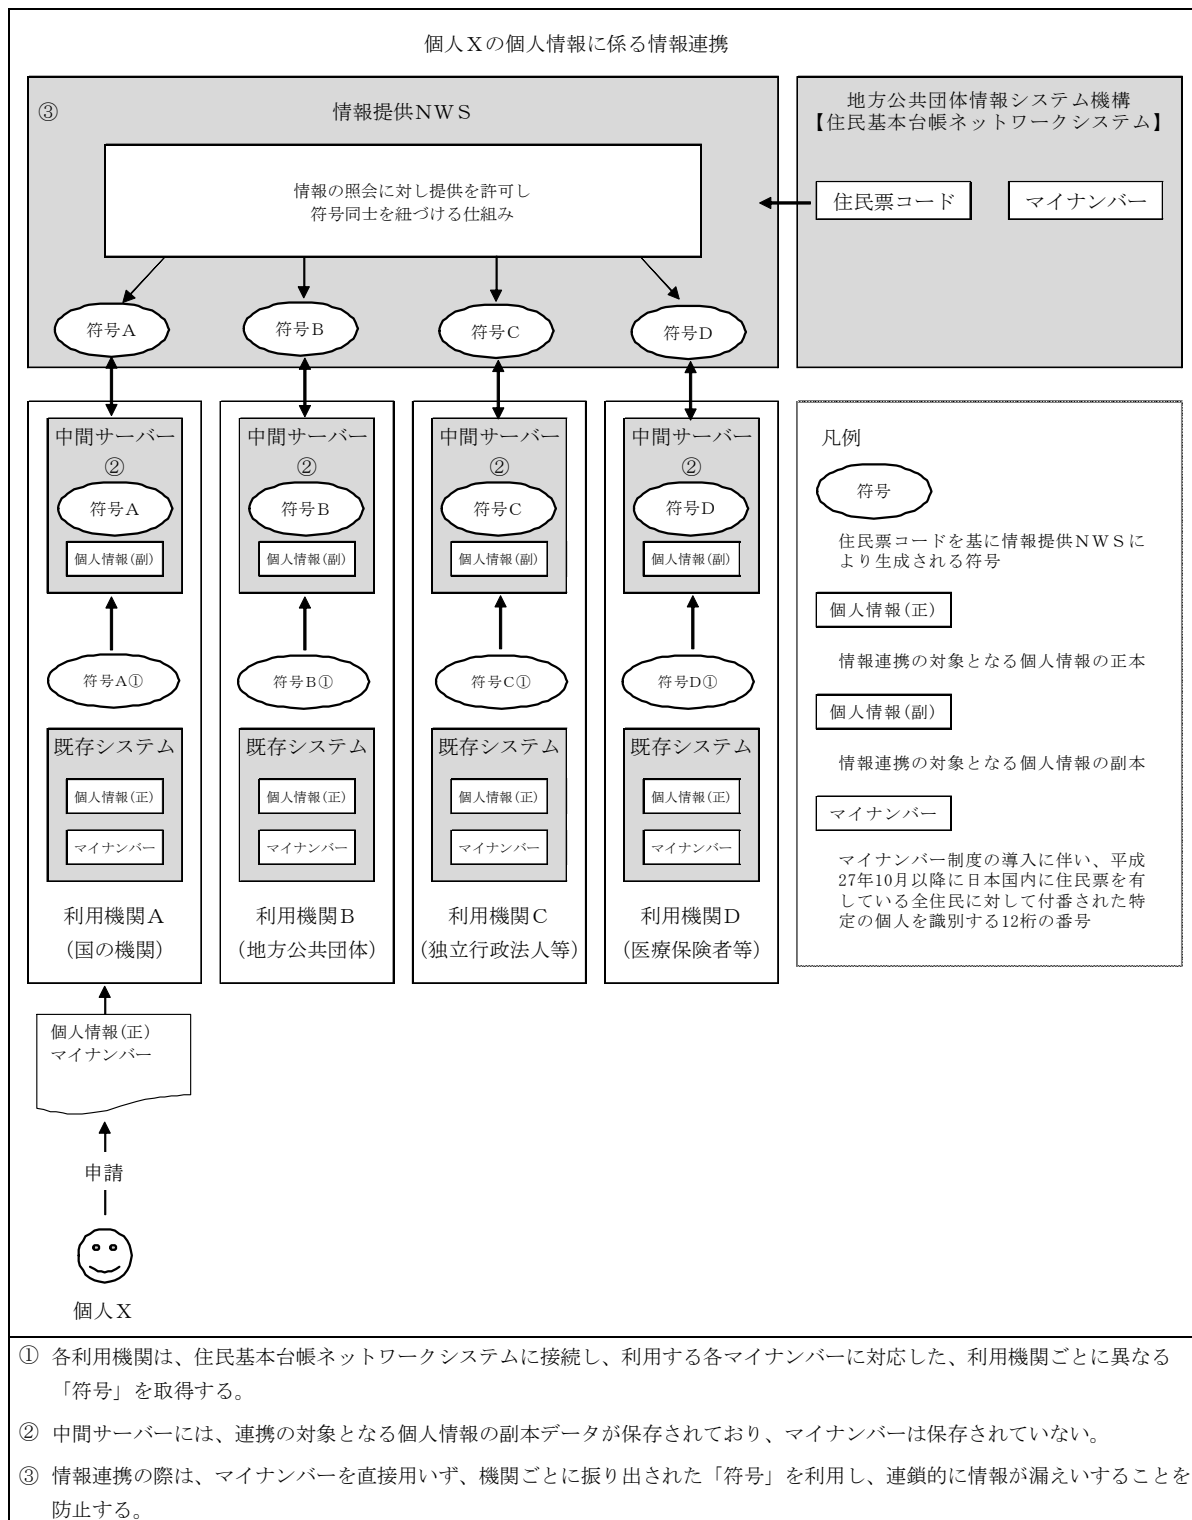 個人Xの個人情報に係る情報連携
③
情報提供NWS
情報の照会に対し提供を許可し
符号同士を紐づける仕組み
符号A
符号B
符号C
符号D
地方公共団体情報システム機構
【住民基本台帳ネットワークシステム】
住民票コード
マイナンバー
中間サーバー
②
符号A
個人情報(副)
符号A①
既存システム
個人情報(正)
マイナンバー
利用機関A
(国の機関)
中間サーバー
②
符号B
個人情報(副)
符号B①
既存システム
個人情報(正)
マイナンバー
利用機関B
(地方公共団体)
中間サーバー
②
符号C
個人情報(副)
符号C①
既存システム
個人情報(正)
マイナンバー
利用機関C
(独立行政法人等)
中間サーバー
②
符号D
個人情報(副)
符号D①
既存システム
個人情報(正)
マイナンバー
利用機関D
(医療保険者等)
凡例
符号
住民票コードを基に情報提供NWSに
より生成される符号
個人情報(正)
情報連携の対象となる個人情報の正本
個人情報(副)
情報連携の対象となる個人情報の副本
マイナンバー
マイナンバー制度の導入に伴い、平成
27年10月以降に日本国内に住民票を有
している全住民に対して付番された特
定の個人を識別する12桁の番号
個人情報(正)
マイナンバー
申請
個人X
① 各利用機関は、住民基本台帳ネットワークシステムに接続し、利用する各マイナンバーに対応した、利用機関ごとに異なる
「符号」を取得する。
② 中間サーバーには、連携の対象となる個人情報の副本データが保存されており、マイナンバーは保存されていない。
③ 情報連携の際は、マイナンバーを直接用いず、機関ごとに振り出された「符号」を利用し、連鎖的に情報が漏えいすることを
防止する。